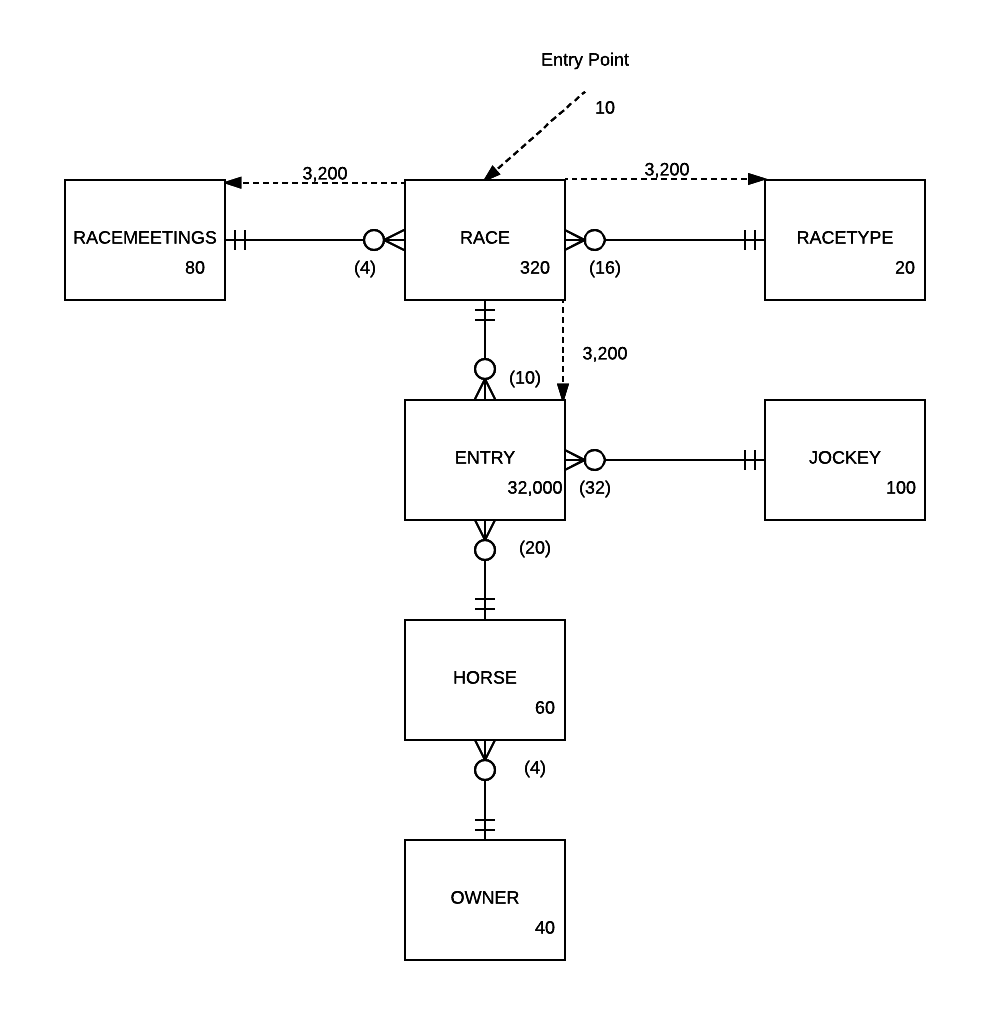 Entry Point
10
3,200
3,200
RACEMEETINGS
80
(4)
RACE
320
(16)
RACETYPE
20
3,200
(10)
ENTRY
32,000
(32)
JOCKEY
100
(20)
HORSE
60
(4)
OWNER
40